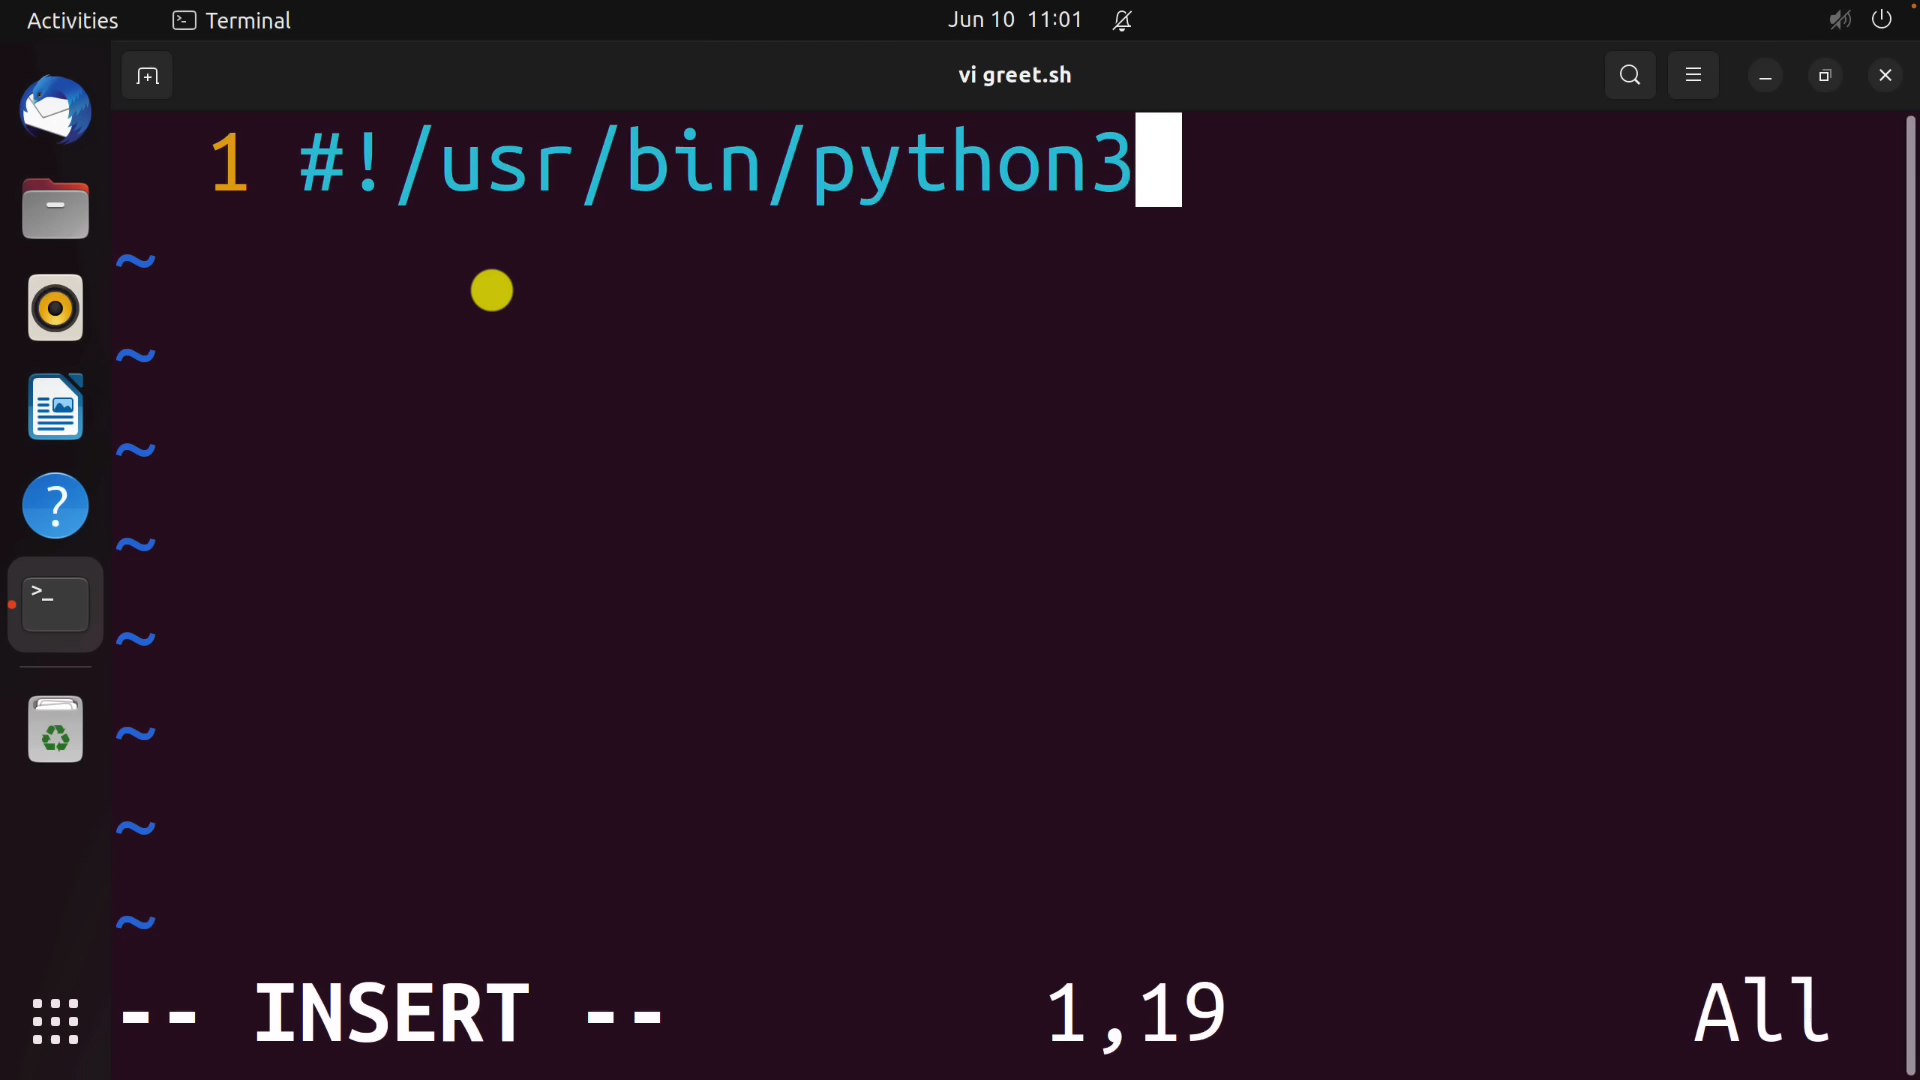 Activities Terminal Jun 10 11:01
vi greet.sh
1 #!/usr/bin/python3
~
~
~
~
~
~
~
~
-- INSERT -- 1,19 All